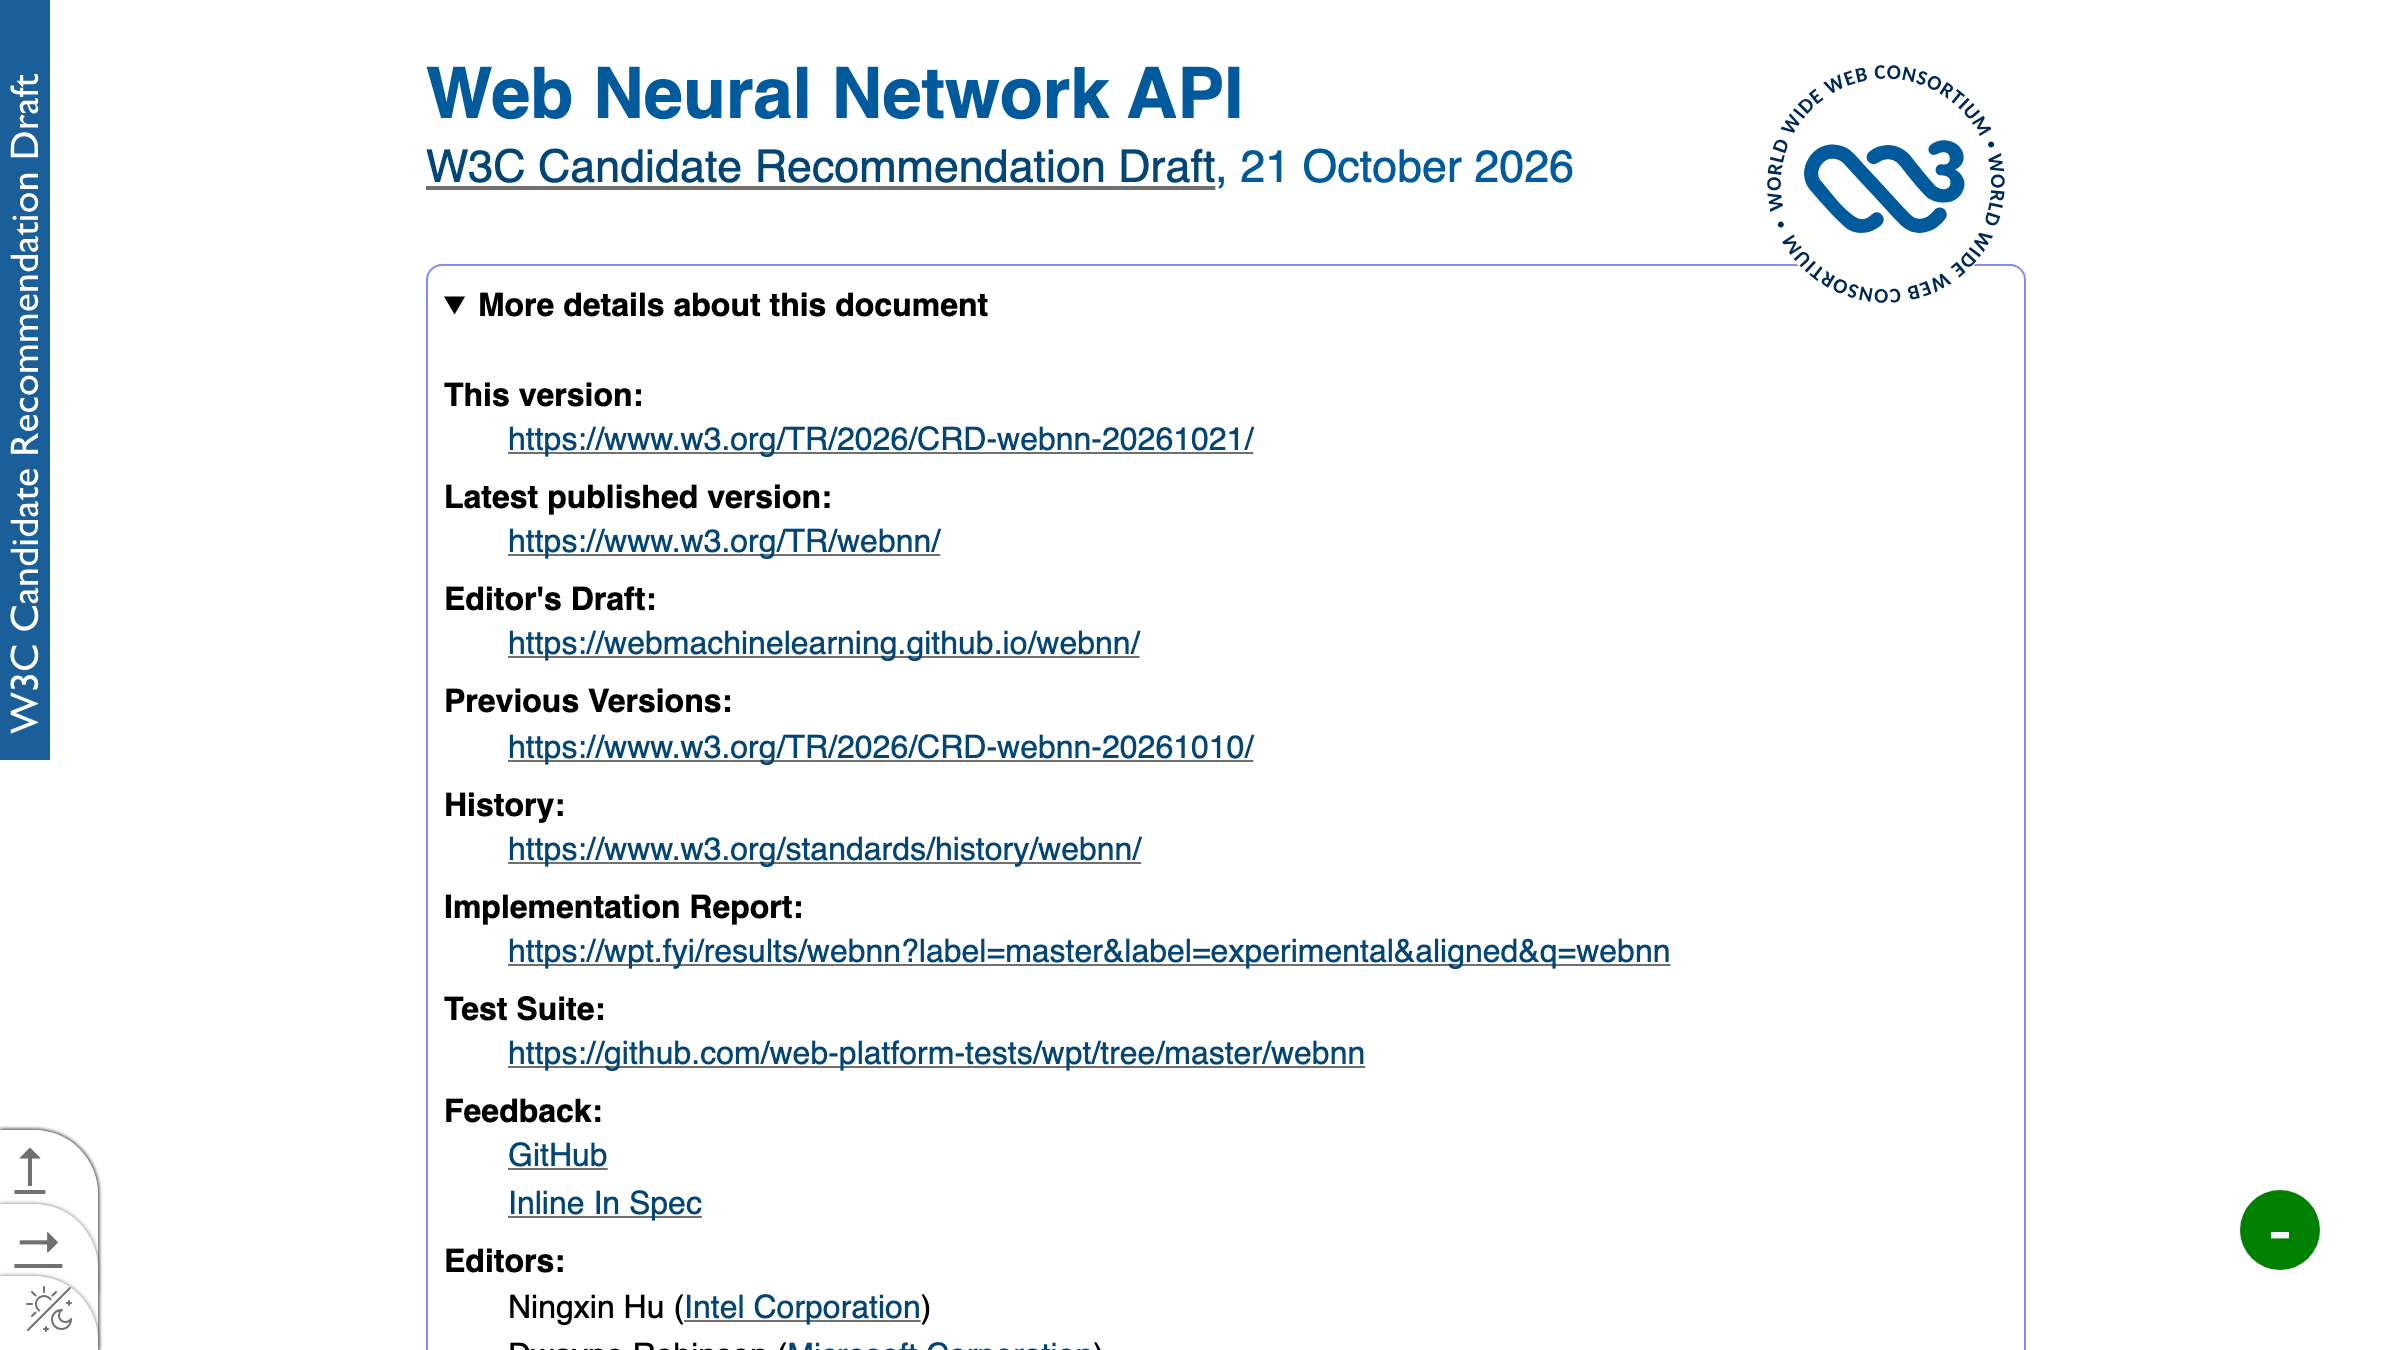 W3C Candidate Recommendation Draft
Web Neural Network API
W3C Candidate Recommendation Draft, 21 October 2026
WORLD WIDE WEB CONSORTIUM • WORLD WIDE WEB CONSORTIUM •
W3
▼ More details about this document
This version:
https://www.w3.org/TR/2026/CRD-webnn-20261021/
Latest published version:
https://www.w3.org/TR/webnn/
Editor's Draft:
https://webmachinelearning.github.io/webnn/
Previous Versions:
https://www.w3.org/TR/2026/CRD-webnn-20261010/
History:
https://www.w3.org/standards/history/webnn/
Implementation Report:
https://wpt.fyi/results/webnn?label=master&label=experimental&aligned&q=webnn
Test Suite:
https://github.com/web-platform-tests/wpt/tree/master/webnn
Feedback:
GitHub
Inline In Spec
Editors:
Ningxin Hu (Intel Corporation)
Dwayne Robinson (Microsoft Corporation)
-